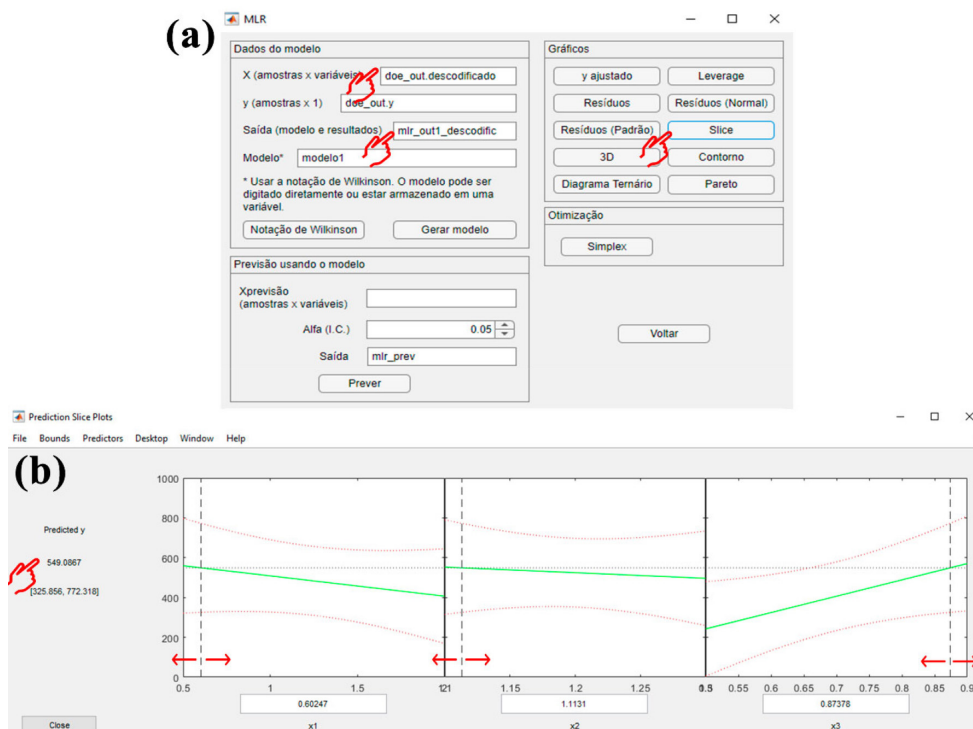 (a)
MLR
Dados do modelo
X (amostras x variáveis)
doe_out.descodificado
y (amostras x 1)
doe_out.y
Saída (modelo e resultados)
mlr_out1_descodific
Modelo*
modelo1
* Usar a notação de Wilkinson. O modelo pode ser
digitado diretamente ou estar armazenado em uma
variável.
Notação de Wilkinson
Gerar modelo
Previsão usando o modelo
Xprevisão
(amostras x variáveis)
Alfa (I.C.)
0.05
Saída
mlr_prev
Prever
Gráficos
y ajustado
Leverage
Resíduos
Resíduos (Normal)
Resíduos (Padrão)
Slice
3D
Contorno
Diagrama Ternário
Pareto
Otimização
Simplex
Voltar
Prediction Slice Plots
File Bounds Predictors Desktop Window Help
(b)
Predicted y
549.0867
[325.856, 772.318]
1000
800
600
400
200
0
0.5 1 1.5
1.15 1.2 1.25
0.55 0.6 0.65 0.7 0.75 0.8 0.85 0.9
0.60247
1.1131
0.87378
x1
x2
x3
Close